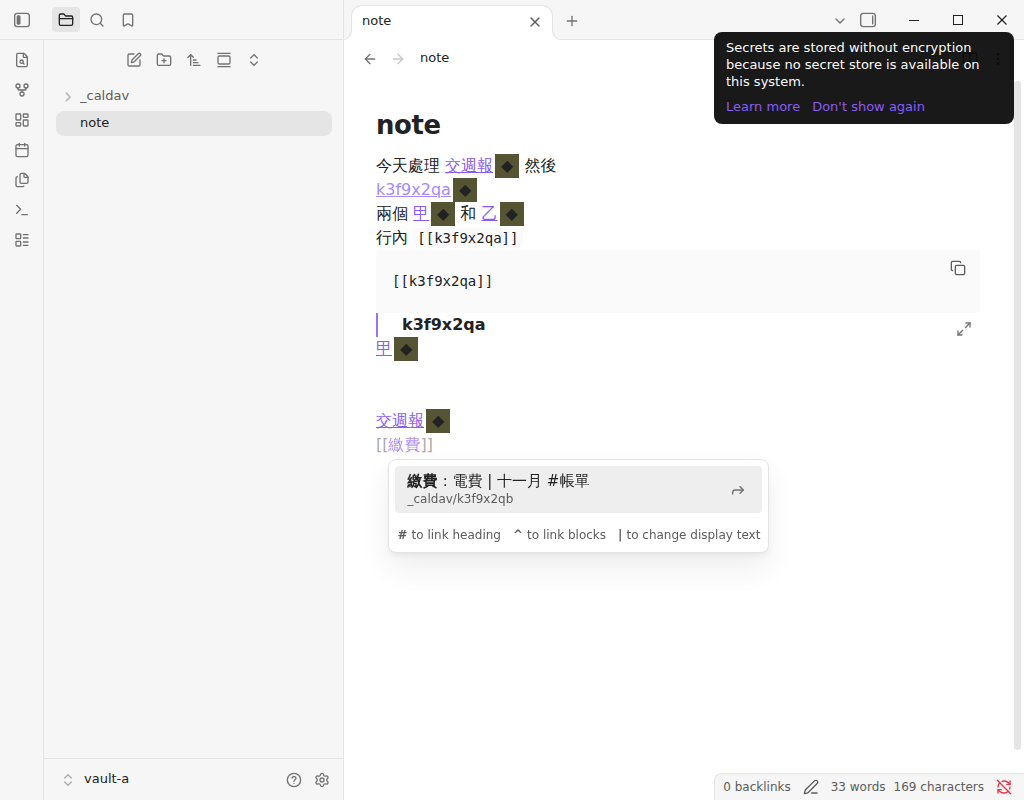 note
note
Secrets are stored without encryption
because no secret store is available on
this system.
Learn more Don't show again
_caldav
note
note
今天處理 交週報◆ 然後
k3f9x2qa◆
兩個 甲◆ 和 乙◆
行內 [[k3f9x2qa]]
[[k3f9x2qa]]
k3f9x2qa
甲◆
交週報◆
[[繳費]]
繳費：電費 | 十一月 #帳單
_caldav/k3f9x2qb
# to link heading ^ to link blocks | to change display text
vault-a
0 backlinks 33 words 169 characters